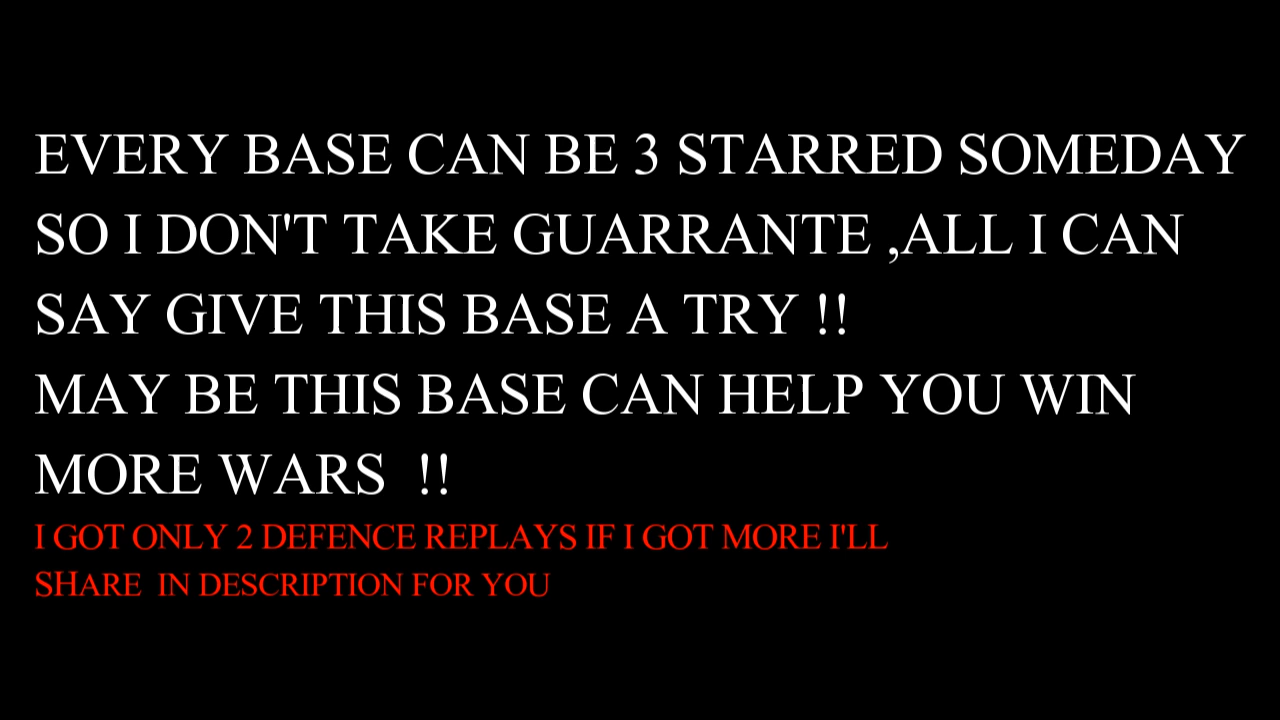 EVERY BASE CAN BE 3 STARRED SOMEDAY
SO I DON'T TAKE GUARRANTE ,ALL I CAN
SAY GIVE THIS BASE A TRY !!
MAY BE THIS BASE CAN HELP YOU WIN
MORE WARS  !!
I GOT ONLY 2 DEFENCE REPLAYS IF I GOT MORE I'LL
SHARE  IN DESCRIPTION FOR YOU